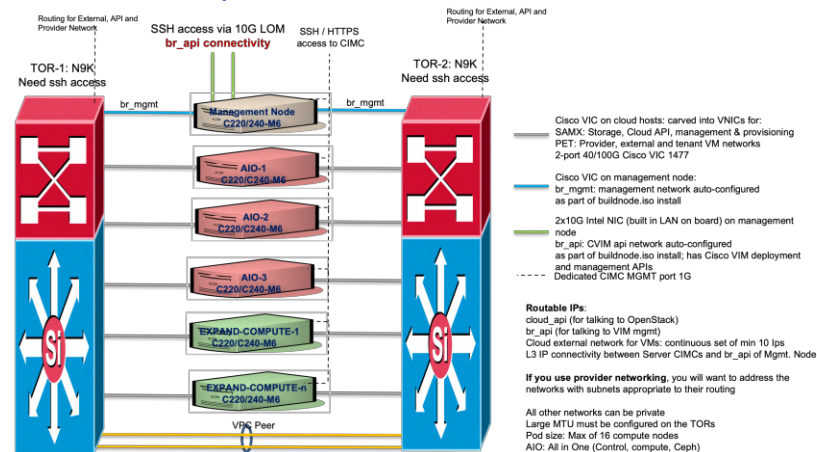 Routing for External, API and
Provider Network
SSH access via 10G LOM
br_api connectivity
SSH / HTTPS
access to CIMC
Routing for External, API and
Provider Network
TOR-1: N9K
Need ssh access
TOR-2: N9K
Need ssh access
br_mgmt
Management Node
C220/240-M6
br_mgmt
AIO-1
C220/C240-M6
AIO-2
C220/C240-M6
AIO-3
C220/C240-M6
EXPAND-COMPUTE-1
C220/C240-M6
EXPAND-COMPUTE-n
C220/240-M6
Si
Si
VPC Peer
Cisco VIC on cloud hosts: carved into VNICs for:
SAMX: Storage, Cloud API, management & provisioning
PET: Provider, external and tenant VM networks
2-port 40/100G Cisco VIC 1477
Cisco VIC on management node:
br_mgmt: management network auto-configured
as part of buildnode.iso install
2x10G Intel NIC (built in LAN on board) on management
node
br_api: CVIM api network auto-configured
as part of buildnode.iso install; has Cisco VIM deployment
and management APIs
Dedicated CIMC MGMT port 1G
Routable IPs:
cloud_api (for talking to OpenStack)
br_api (for talking to VIM mgmt)
Cloud external network for VMs: continuous set of min 10 Ips
L3 IP connectivity between Server CIMCs and br_api of Mgmt. Node
If you use provider networking, you will want to address the
networks with subnets appropriate to their routing
All other networks can be private
Large MTU must be configured on the TORs
Pod size: Max of 16 compute nodes
AIO: All in One (Control, compute, Ceph)